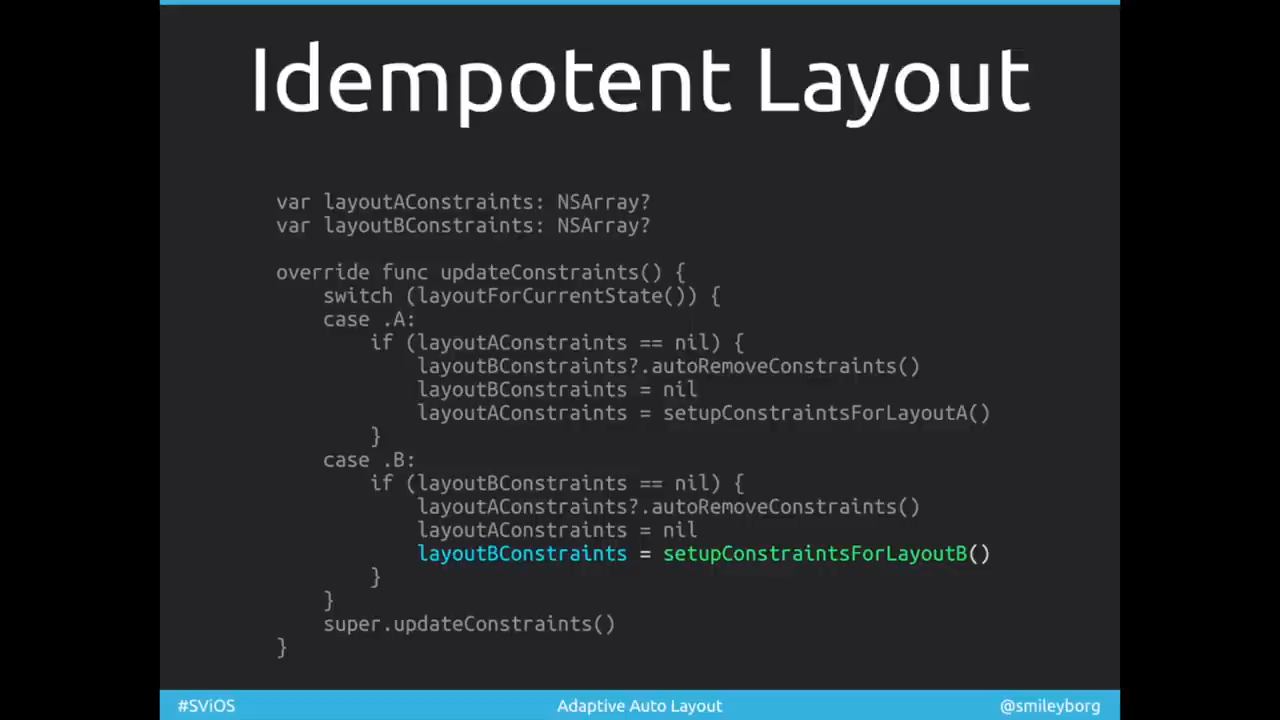 Idempotent Layout
var layoutAConstraints: NSArray?
var layoutBConstraints: NSArray?
override func updateConstraints() {
switch (layoutForCurrentState()) {
case .A:
if (layoutAConstraints == nil) {
layoutBConstraints?.autoRemoveConstraints()
layoutBConstraints = nil
layoutAConstraints = setupConstraintsForLayoutA()
}
case .B:
if (layoutBConstraints == nil) {
layoutAConstraints?.autoRemoveConstraints()
layoutAConstraints = nil
layoutBConstraints = setupConstraintsForLayoutB()
}
}
super.updateConstraints()
}
#SViOS Adaptive Auto Layout @smileyborg